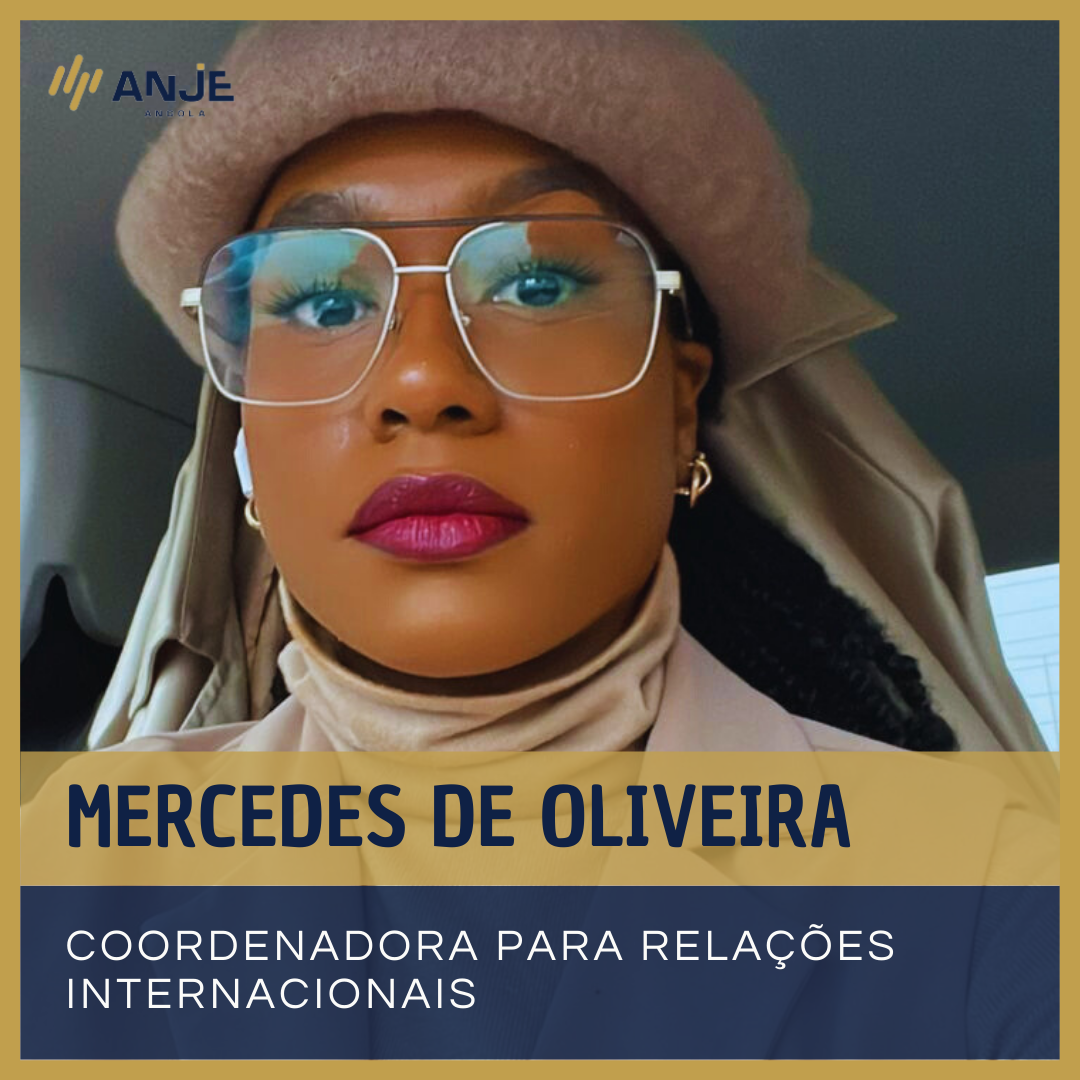 ANJE
ANGOLA
MERCEDES DE OLIVEIRA
COORDENADORA PARA RELAÇÕES
INTERNACIONAIS